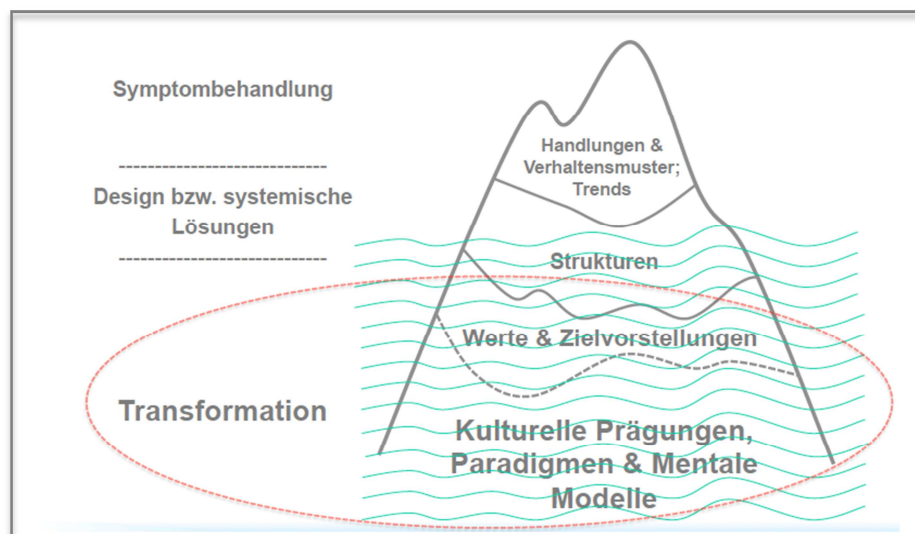 Symptombehandlung
Handlungen &
Verhaltensmuster;
Trends
Design bzw. systemische
Lösungen
Strukturen
Werte & Zielvorstellungen
Transformation
Kulturelle Prägungen,
Paradigmen & Mentale
Modelle